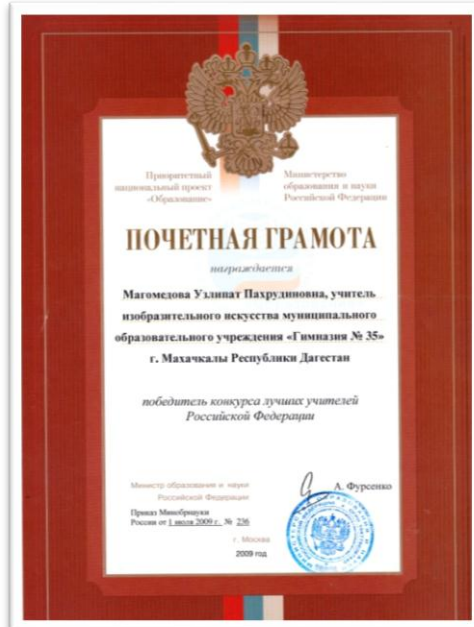 Приоритетный
национальный проект
«Образование»
Министерство
образования и науки
Российской Федерации
ПОЧЕТНАЯ ГРАМОТА
награждается
Магомедова Узлипат Пахрудиновна, учитель
изобразительного искусства муниципального
образовательного учреждения «Гимназия № 35»
г. Махачкалы Республики Дагестан
победитель конкурса лучших учителей
Российской Федерации
Министр образования и науки
Российской Федерации
А. Фурсенко
Приказ Минобрнауки
России от 1 июля 2009 г. № 236
г. Москва
2009 год